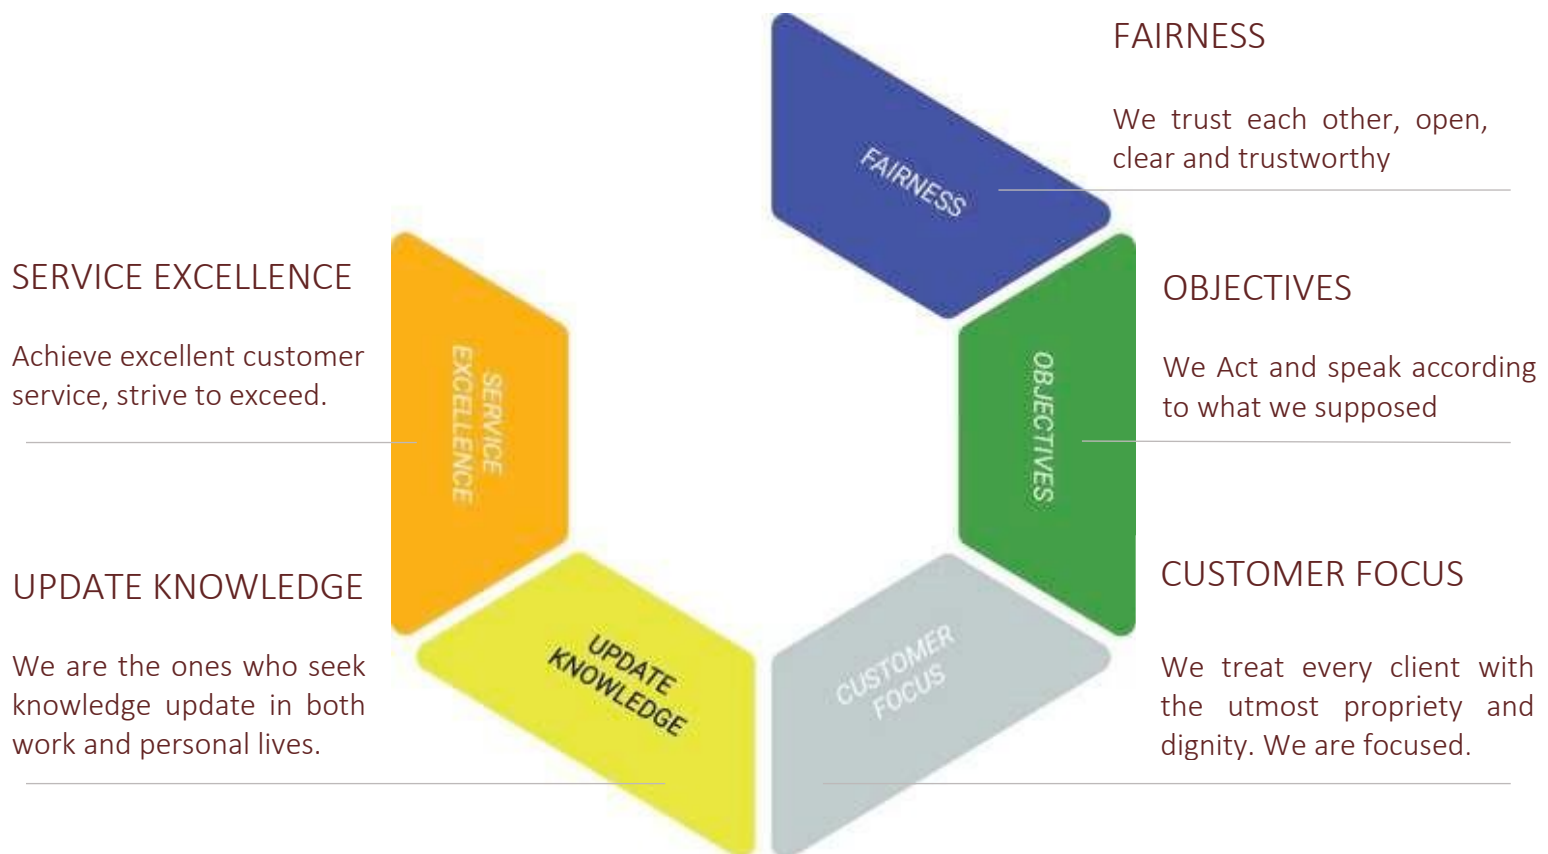 FAIRNESS
We trust each other, open,
clear and trustworthy
FAIRNESS
SERVICE EXCELLENCE
Achieve excellent customer
service, strive to exceed.
SERVICE
EXCELLENCE
OBJECTIVES
OBJECTIVES
We Act and speak according
to what we supposed
UPDATE KNOWLEDGE
We are the ones who seek
knowledge update in both
work and personal lives.
UPDATE
KNOWLEDGE
CUSTOMER
FOCUS
CUSTOMER FOCUS
We treat every client with
the utmost propriety and
dignity. We are focused.